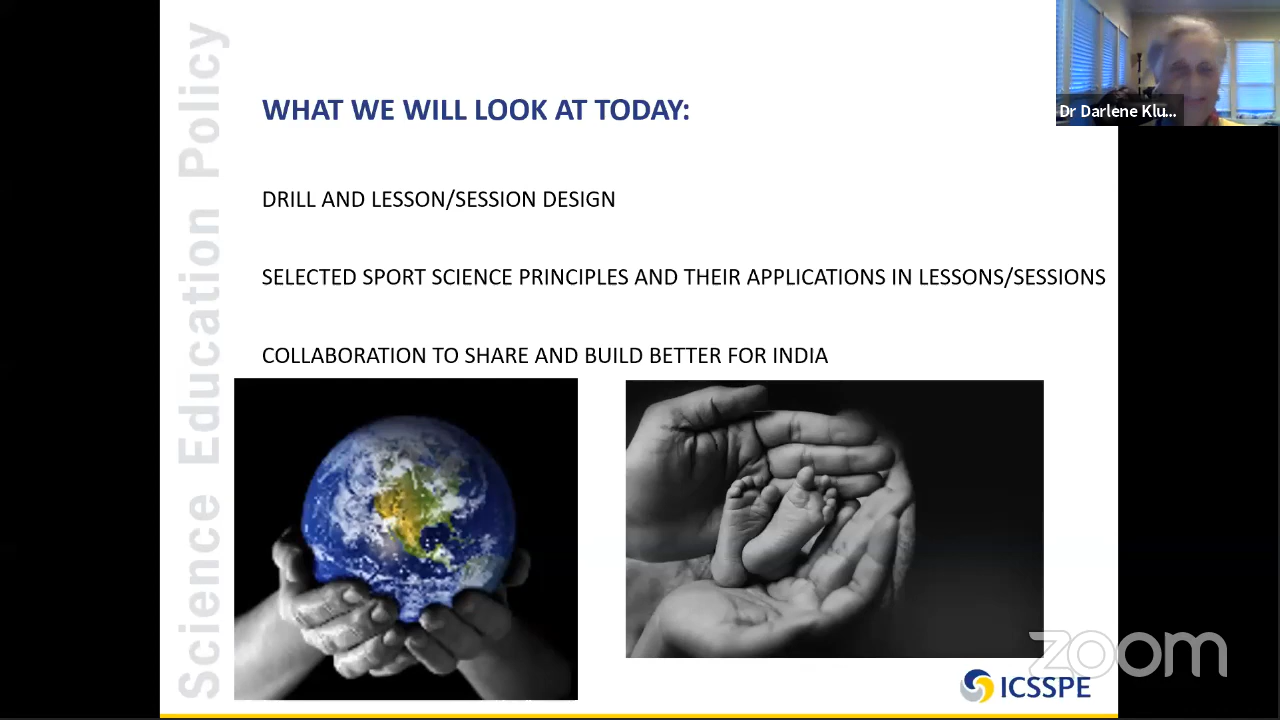 Science Education Policy
WHAT WE WILL LOOK AT TODAY:
Dr Darlene Klu...
DRILL AND LESSON/SESSION DESIGN
SELECTED SPORT SCIENCE PRINCIPLES AND THEIR APPLICATIONS IN LESSONS/SESSIONS
COLLABORATION TO SHARE AND BUILD BETTER FOR INDIA
zoom
ICSSPE